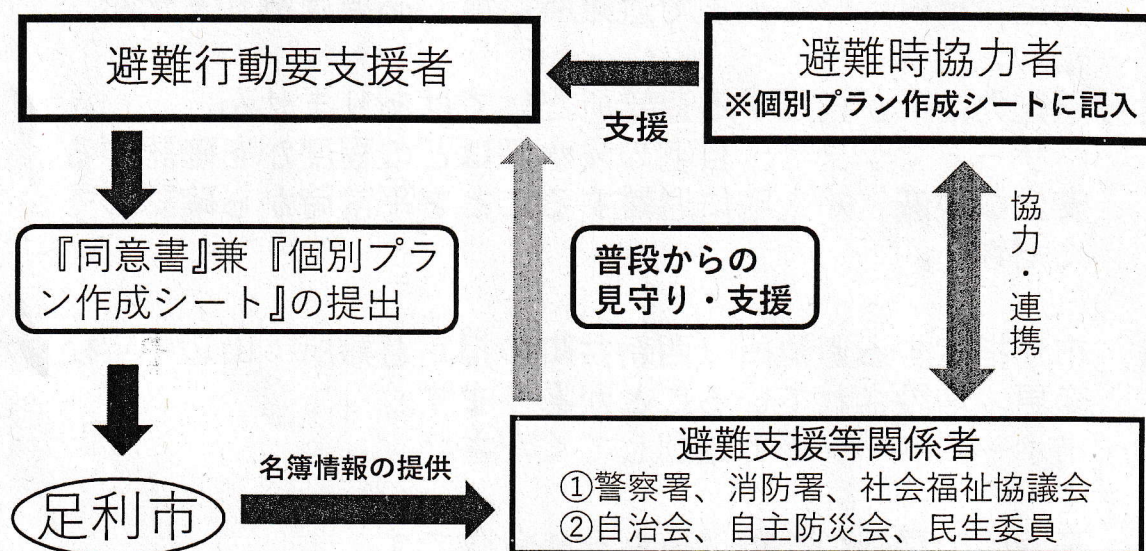 避難行動要支援者
避難時協力者
※個別プラン作成シートに記入
支援
『同意書』兼『個別プラ
ン作成シート』の提出
普段からの
見守り・支援
協力・連携
足利市
名簿情報の提供
避難支援等関係者
①警察署、消防署、社会福祉協議会
②自治会、自主防災会、民生委員